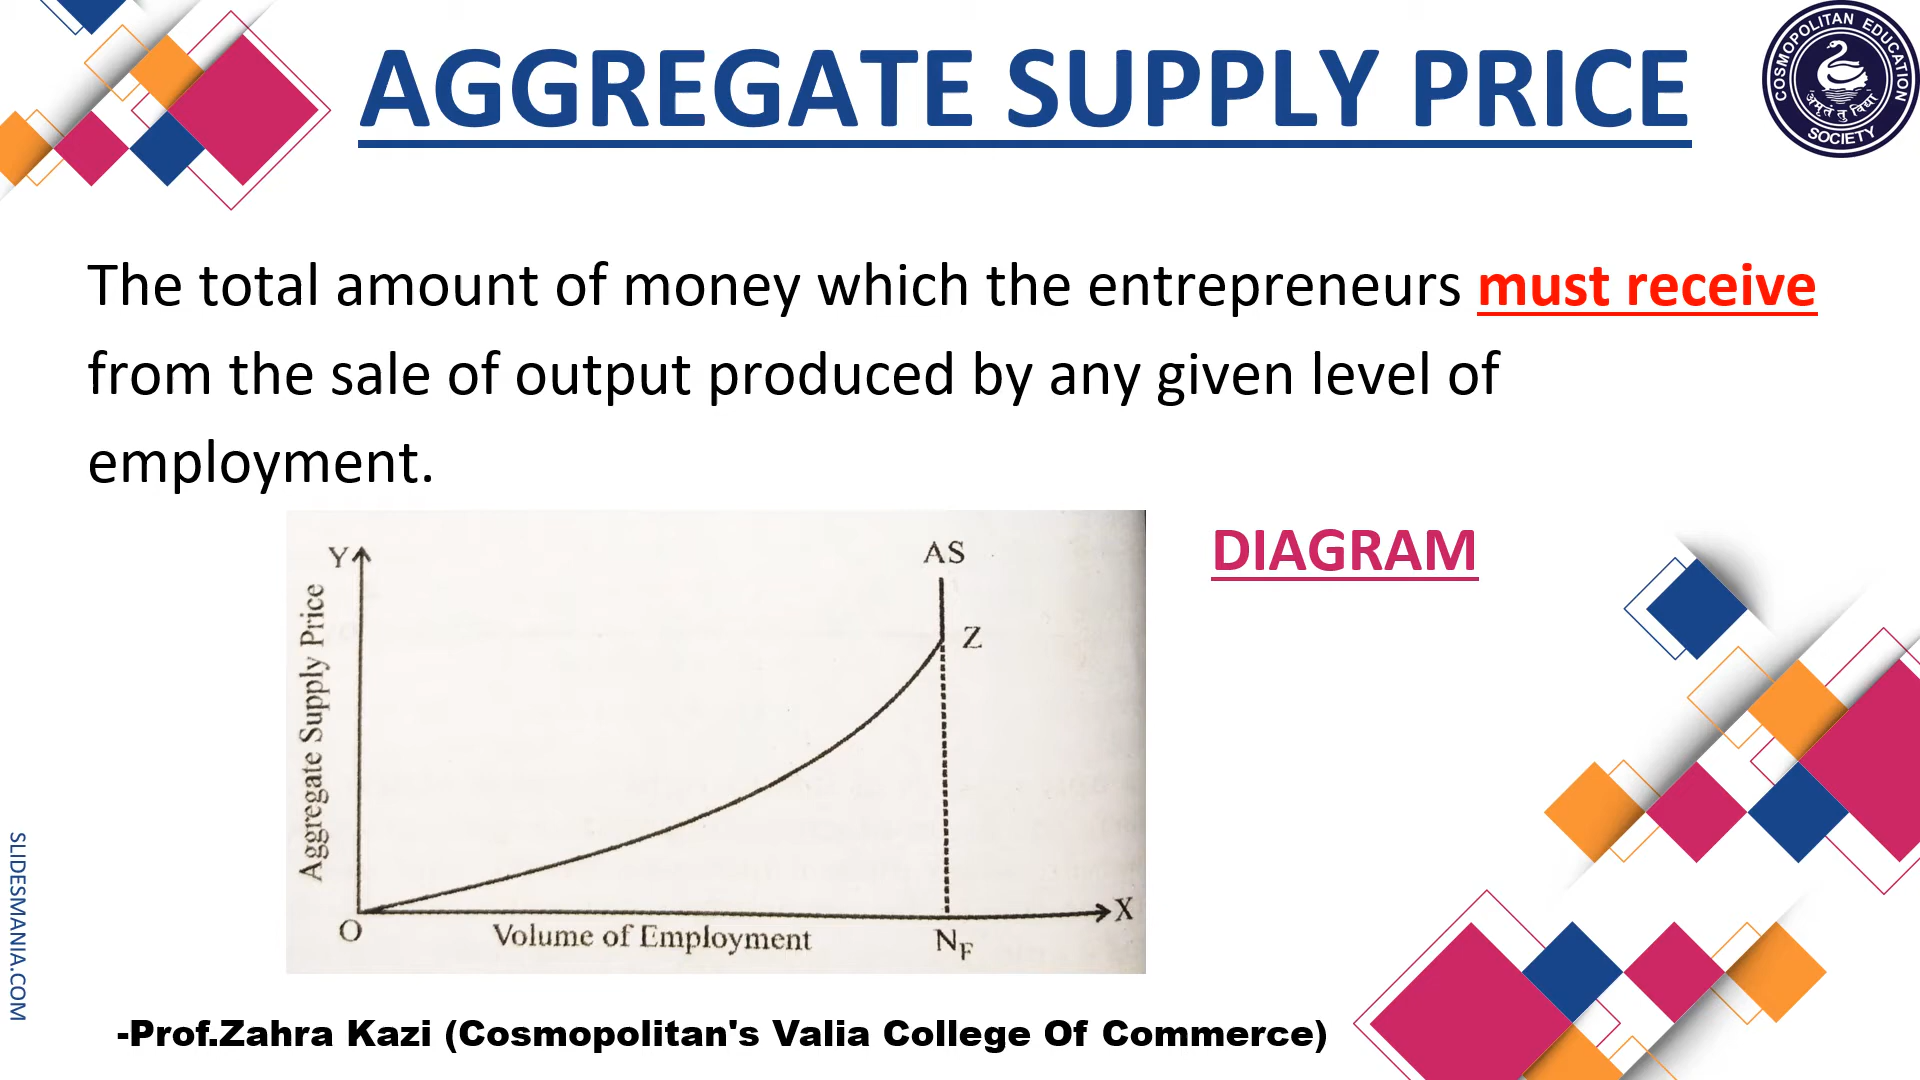 AGGREGATE SUPPLY PRICE
COSMOPOLITAN EDUCATION
SOCIETY
अमृतं तु विद्या
The total amount of money which the entrepreneurs must receive
from the sale of output produced by any given level of
employment.
DIAGRAM
Y
AS
Z
Aggregate Supply Price
O
Volume of Employment
N_F
X
SLIDESMANIA.COM
-Prof.Zahra Kazi (Cosmopolitan's Valia College Of Commerce)